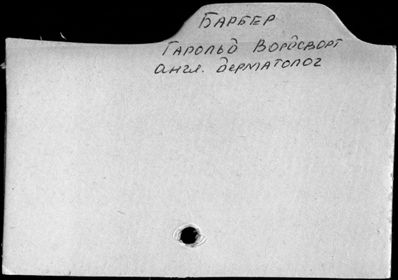 БАРБЕР
ГАРОЛЬД ВОРДСВОРТ
англ. дерматолог